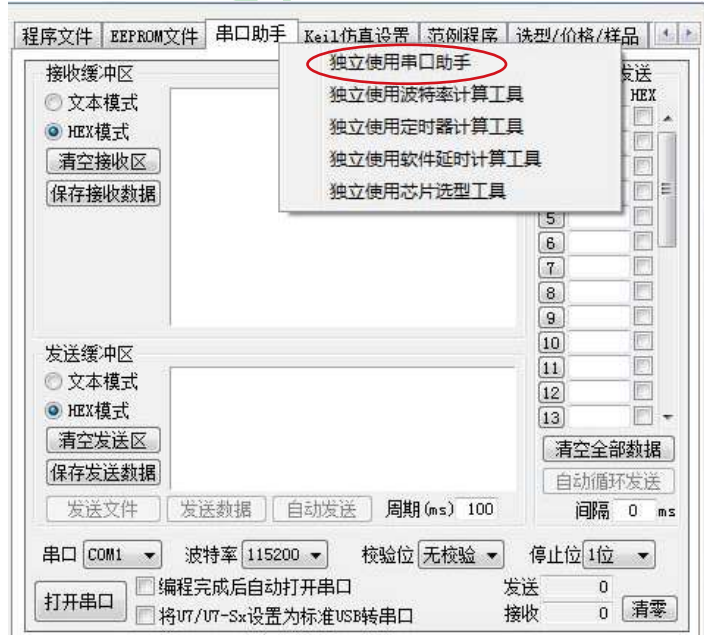 程序文件 EEPROM文件 串口助手 Keil仿真设置 范例程序 选型/价格/样品
独立使用串口助手
独立使用波特率计算工具
独立使用定时器计算工具
独立使用软件延时计算工具
独立使用芯片选型工具
接收缓冲区
文本模式
HEX模式
清空接收区
保存接收数据
发送
HEX
5
6
7
8
9
10
11
12
13
发送缓冲区
文本模式
HEX模式
清空发送区
保存发送数据
清空全部数据
自动循环发送
发送文件 发送数据 自动发送 周期(ms) 100 间隔 0 ms
串口 COM1 波特率 115200 校验位 无校验 停止位 1位
打开串口
编程完成后自动打开串口
将U7/U7-Sx设置为标准USB转串口
发送 0
接收 0
清零